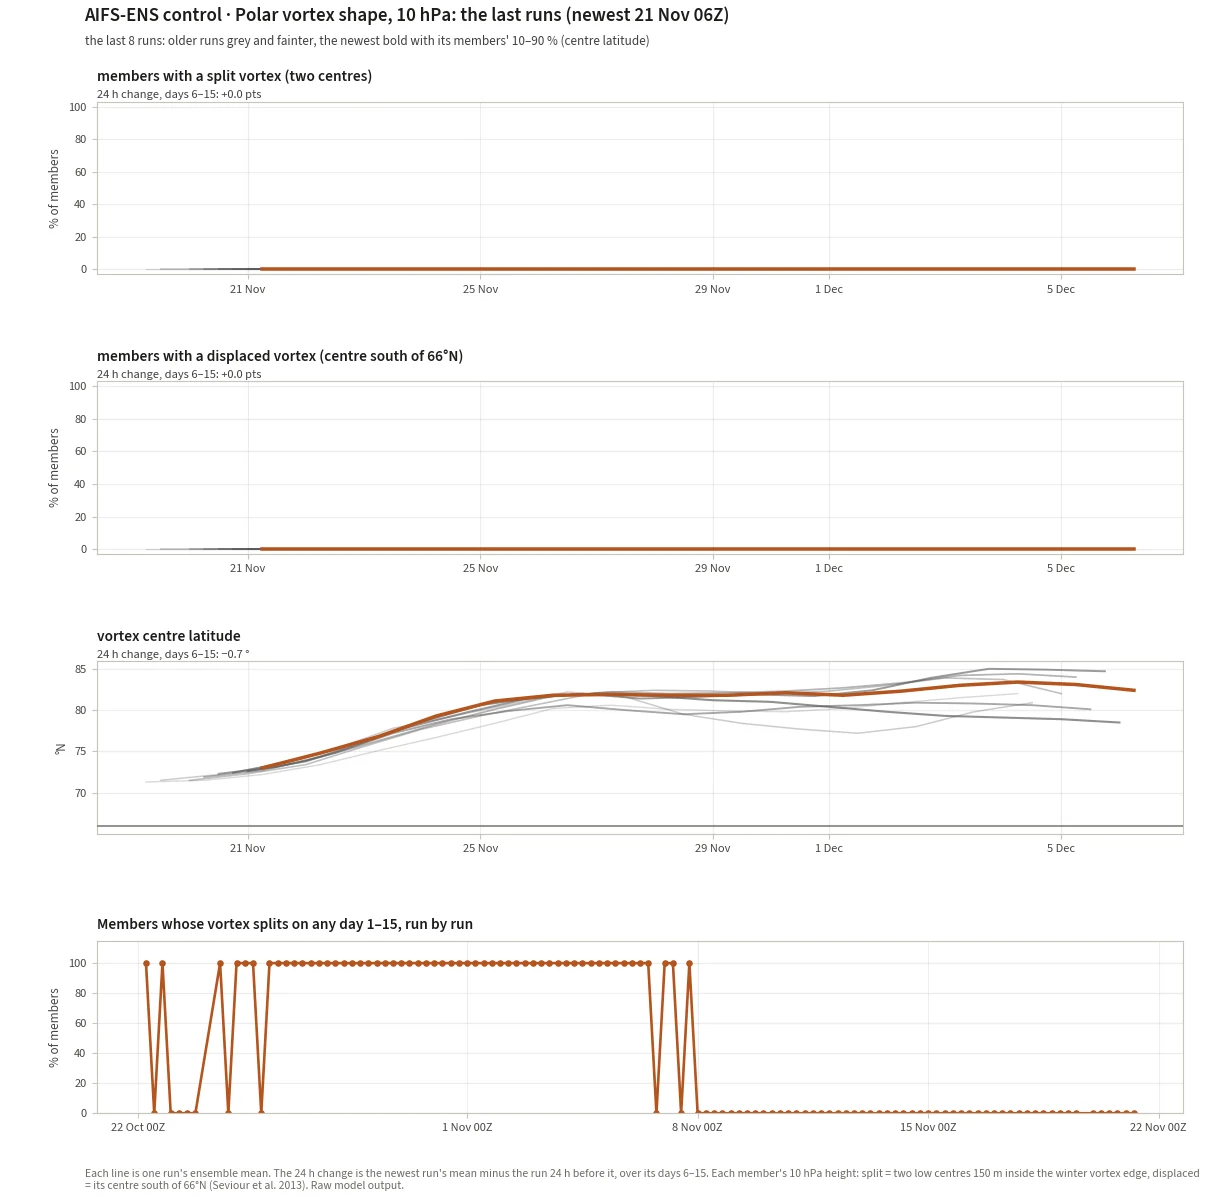 AIFS-ENS control · Polar vortex shape, 10 hPa: the last runs (newest 21 Nov 06Z)
the last 8 runs: older runs grey and fainter, the newest bold with its members' 10–90 % (centre latitude)
members with a split vortex (two centres)
24 h change, days 6–15: +0.0 pts
100
80
60
40
20
0
% of members
21 Nov
25 Nov
29 Nov
1 Dec
5 Dec
members with a displaced vortex (centre south of 66°N)
24 h change, days 6–15: +0.0 pts
100
80
60
40
20
0
% of members
21 Nov
25 Nov
29 Nov
1 Dec
5 Dec
vortex centre latitude
24 h change, days 6–15: −0.7 °
85
80
75
70
°N
21 Nov
25 Nov
29 Nov
1 Dec
5 Dec
Members whose vortex splits on any day 1–15, run by run
100
80
60
40
20
0
% of members
22 Oct 00Z
1 Nov 00Z
8 Nov 00Z
15 Nov 00Z
22 Nov 00Z
Each line is one run's ensemble mean. The 24 h change is the newest run's mean minus the run 24 h before it, over its days 6–15. Each member's 10 hPa height: split = two low centres 150 m inside the winter vortex edge, displaced
= its centre south of 66°N (Seviour et al. 2013). Raw model output.